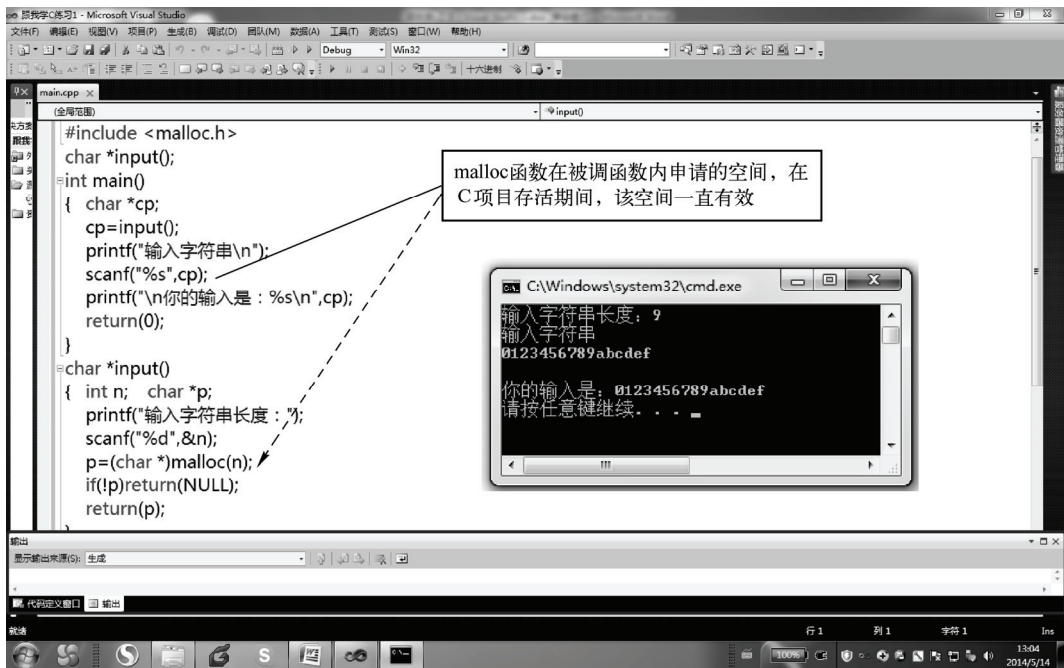 跟我学C练习1 - Microsoft Visual Studio
文件(F) 编辑(E) 视图(V) 项目(P) 生成(B) 调试(D) 团队(M) 数据(A) 工具(T) 测试(S) 窗口(W) 帮助(H)
Debug Win32
十六进制
main.cpp
(全局范围) input()
#include <malloc.h>
char *input();
int main()
{ char *cp;
cp=input();
printf("输入字符串\n");
scanf("%s",cp);
printf("\n你的输入是：%s\n",cp);
return(0);
}
char *input()
{ int n; char *p;
printf("输入字符串长度：");
scanf("%d",&n);
p=(char *)malloc(n);
if(!p)return(NULL);
return(p);
malloc函数在被调函数内申请的空间，在
C项目存活期间，该空间一直有效
C:\Windows\system32\cmd.exe
输入字符串长度：9
输入字符串
0123456789abcdef
你的输入是：0123456789abcdef
请按任意键继续. . .
输出
显示输出来源(S): 生成
代码定义窗口 输出
就绪 行 1 列 1 字符 1 Ins
100%
13:04
2014/5/14